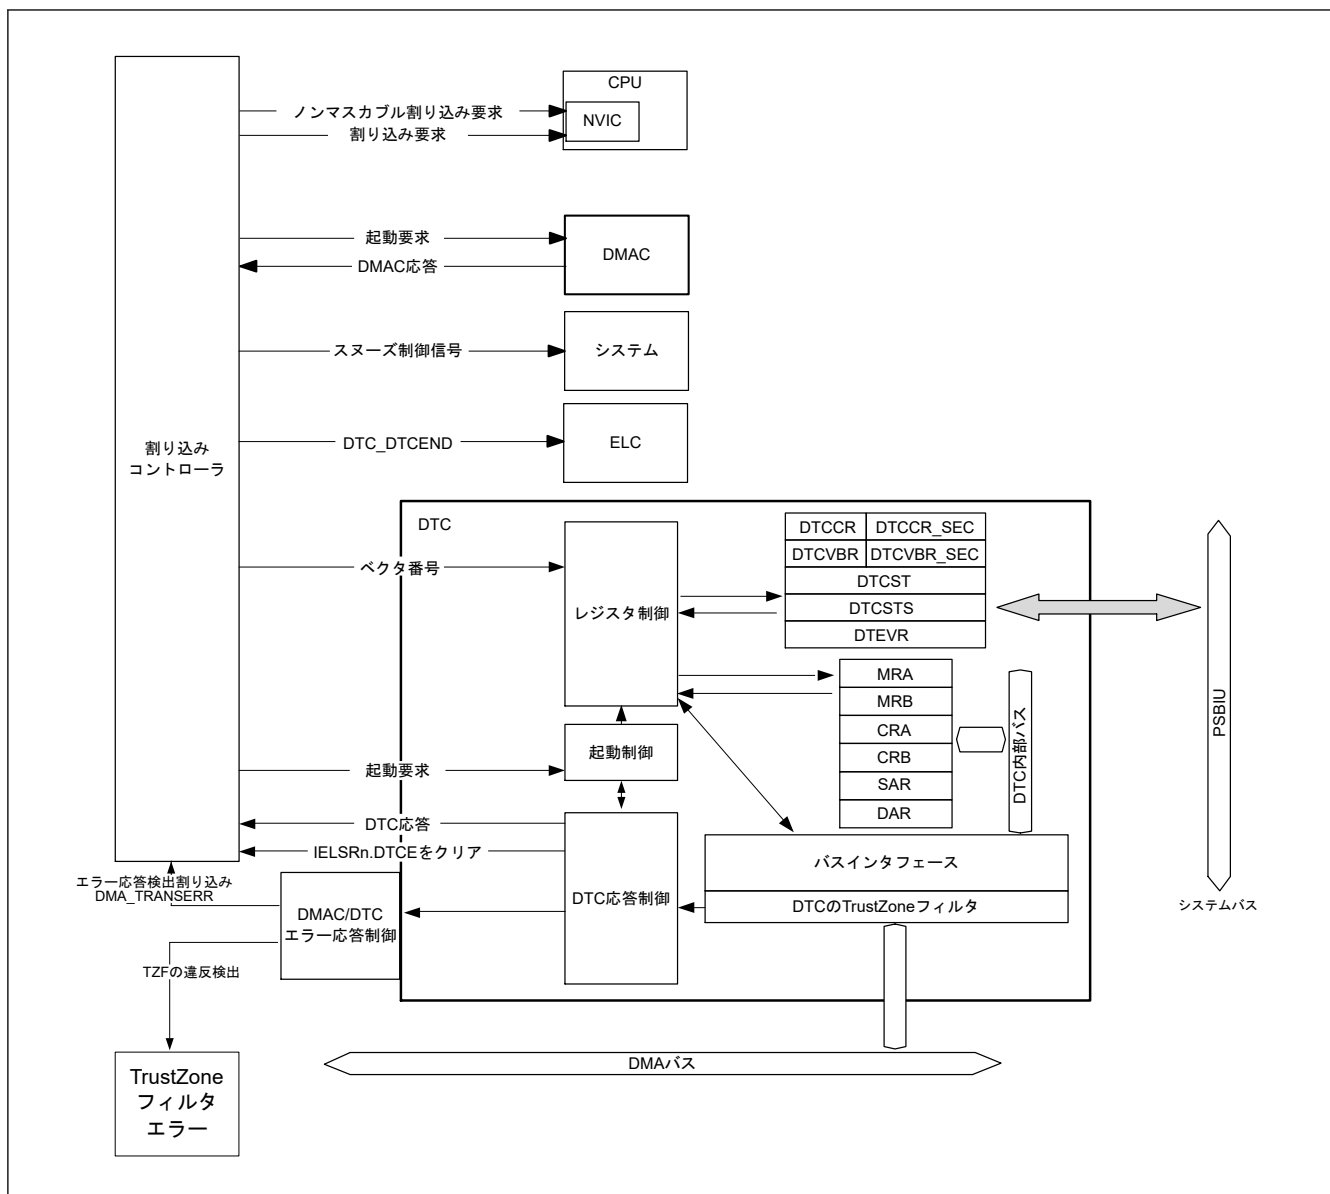 CPU
NVIC
ノンマスカブル割り込み要求
割り込み要求
起動要求
DMAC応答
DMAC
スヌーズ制御信号
システム
DTC_DTCEND
ELC
割り込み
コントローラ
DTC
ベクタ番号
レジスタ制御
DTCCR
DTCCR_SEC
DTCVBR
DTCVBR_SEC
DTCST
DTCSTS
DTEVR
MRA
MRB
CRA
CRB
SAR
DAR
DTC内部バス
PSBIU
システムバス
起動要求
起動制御
DTC応答
IELSRn.DTCEをクリア
DTC応答制御
バスインタフェース
DTCのTrustZoneフィルタ
エラー応答検出割り込み
DMA_TRANSERR
DMAC/DTC
エラー応答制御
TZFの違反検出
TrustZone
フィルタ
エラー
DMAバス